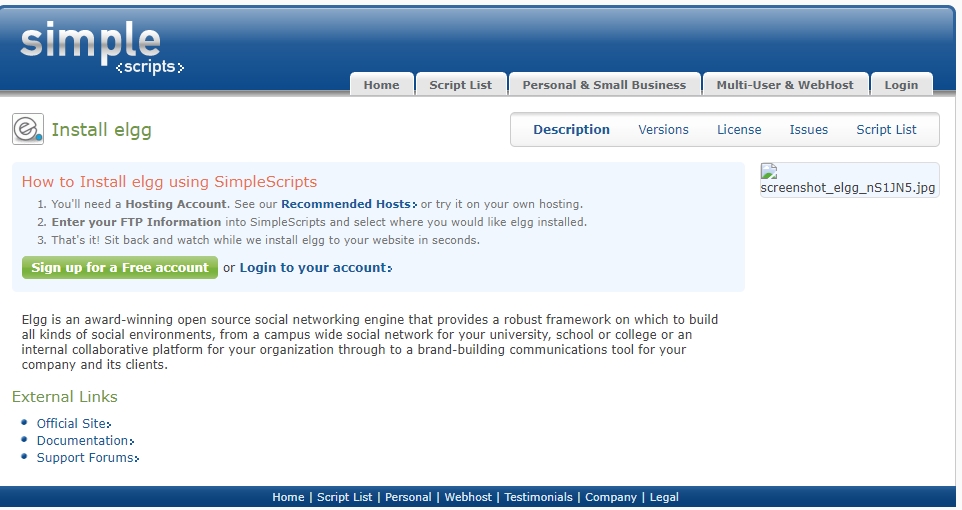 simple
<scripts>
Home Script List Personal & Small Business Multi-User & WebHost Login
Install elgg
Description Versions License Issues Script List
How to Install elgg using SimpleScripts
1. You'll need a Hosting Account. See our Recommended Hosts or try it on your own hosting.
2. Enter your FTP Information into SimpleScripts and select where you would like elgg installed.
3. That's it! Sit back and watch while we install elgg to your website in seconds.
Sign up for a Free account or Login to your account
screenshot_elgg_nS1JN5.jpg
Elgg is an award-winning open source social networking engine that provides a robust framework on which to build
all kinds of social environments, from a campus wide social network for your university, school or college or an
internal collaborative platform for your organization through to a brand-building communications tool for your
company and its clients.
External Links
Official Site
Documentation
Support Forums
Home | Script List | Personal | Webhost | Testimonials | Company | Legal